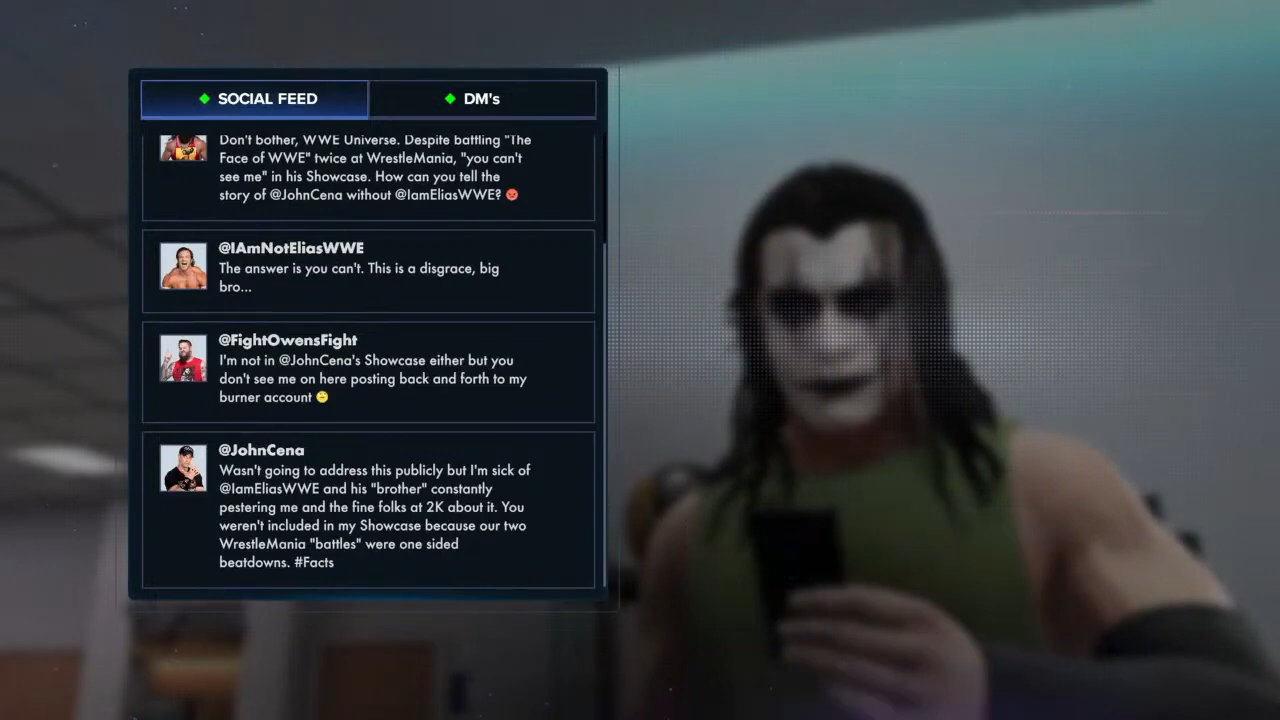 SOCIAL FEED
DM's
Don't bother, WWE Universe. Despite battling "The
Face of WWE" twice at WrestleMania, "you can't
see me" in his Showcase. How can you tell the
story of @JohnCena without @IamEliasWWE? 😡
@IAmNotEliasWWE
The answer is you can't. This is a disgrace, big
bro...
@FightOwensFight
I'm not in @JohnCena's Showcase either but you
don't see me on here posting back and forth to my
burner account 🙄
@JohnCena
Wasn't going to address this publicly but I'm sick of
@IamEliasWWE and his "brother" constantly
pestering me and the fine folks at 2K about it. You
weren't included in my Showcase because our two
WrestleMania "battles" were one sided
beatdowns. #Facts